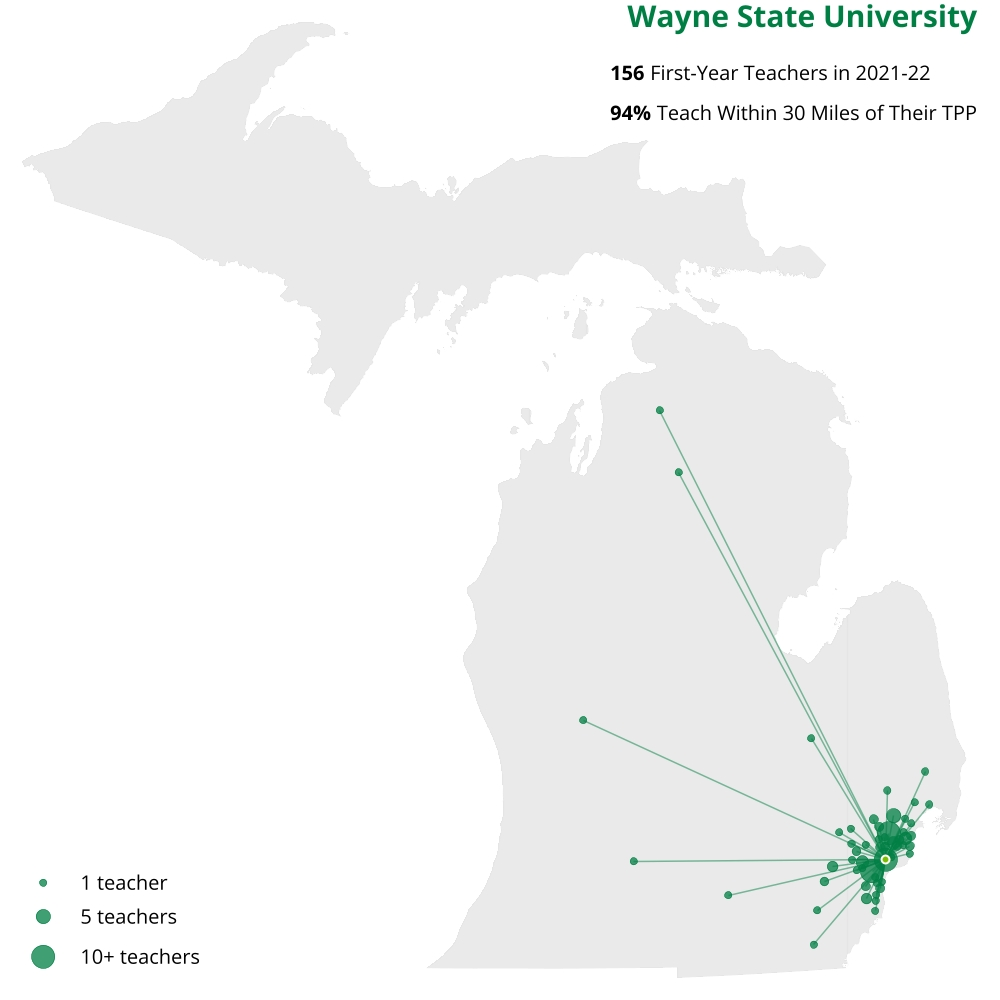 Wayne State University
156 First-Year Teachers in 2021-22
94% Teach Within 30 Miles of Their TPP
1 teacher
5 teachers
10+ teachers